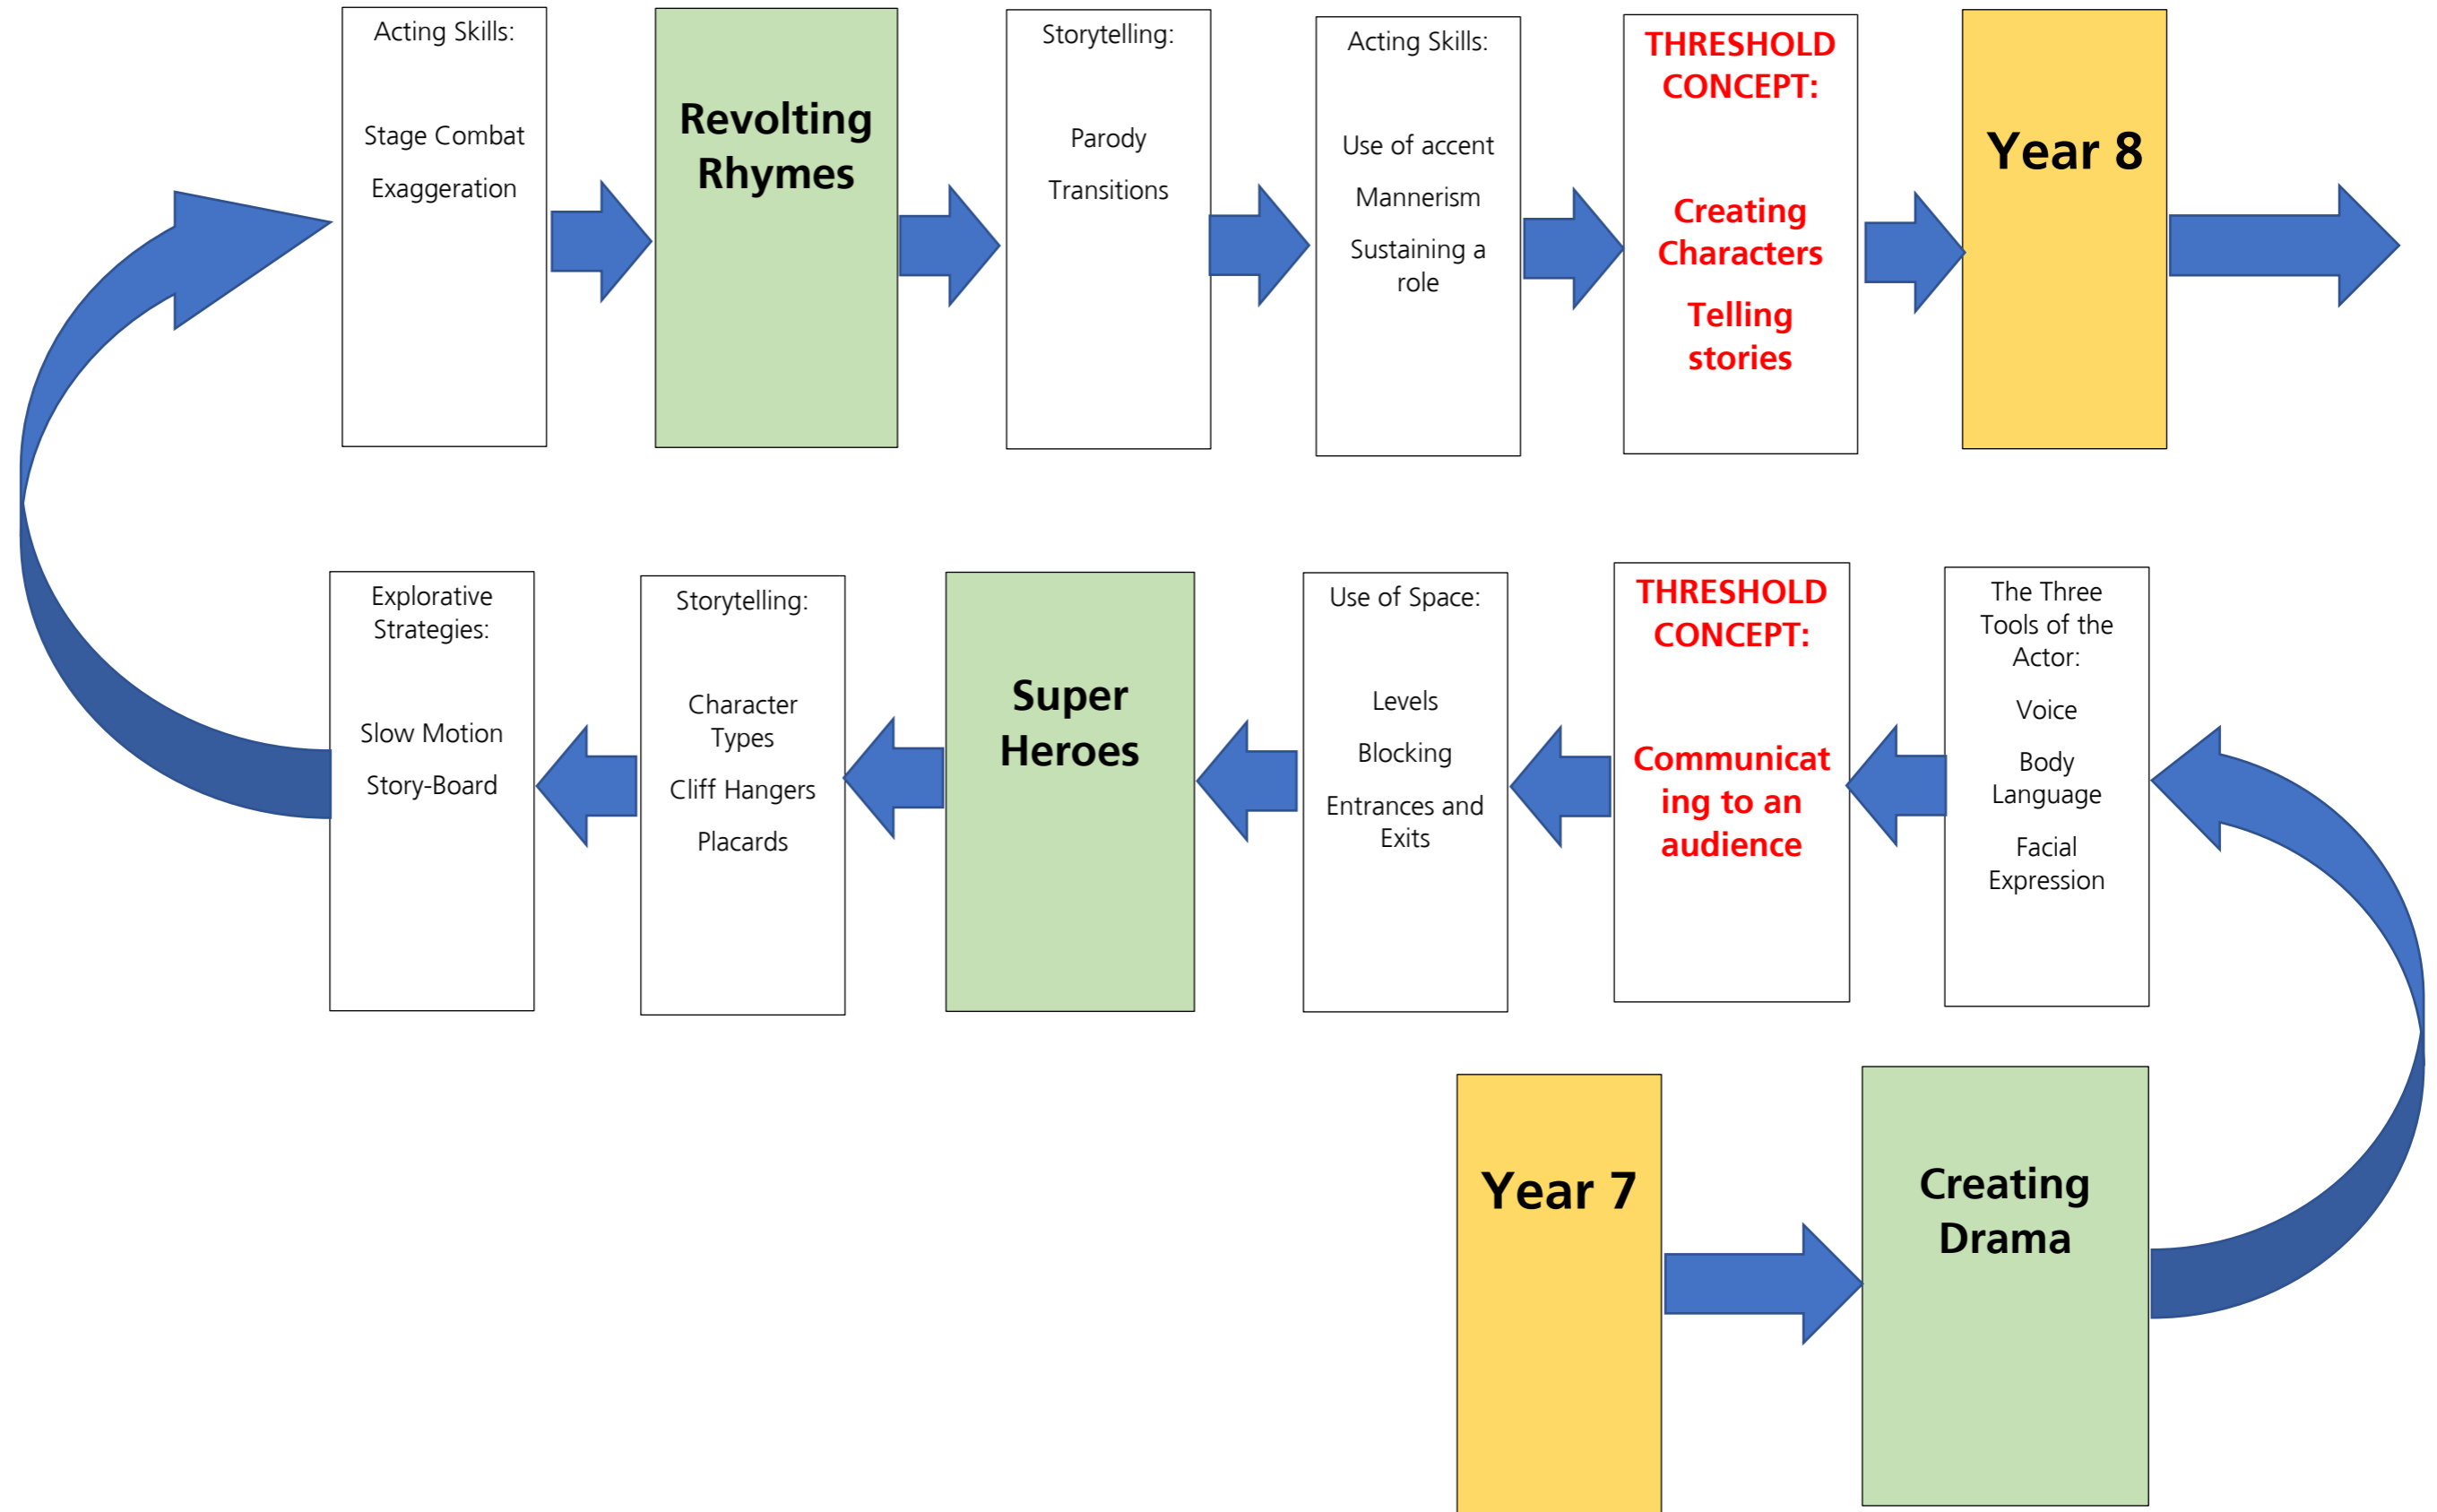 Acting Skills:
Stage Combat
Exaggeration
Revolting
Rhymes
Storytelling:
Parody
Transitions
Acting Skills:
Use of accent
Mannerism
Sustaining a
role
THRESHOLD
CONCEPT:
Creating
Characters
Telling
stories
Year 8
Explorative
Strategies:
Slow Motion
Story-Board
Storytelling:
Character
Types
Cliff Hangers
Placards
Super
Heroes
Use of Space:
Levels
Blocking
Entrances and
Exits
THRESHOLD
CONCEPT:
Communicat
ing to an
audience
The Three
Tools of the
Actor:
Voice
Body
Language
Facial
Expression
Year 7
Creating
Drama